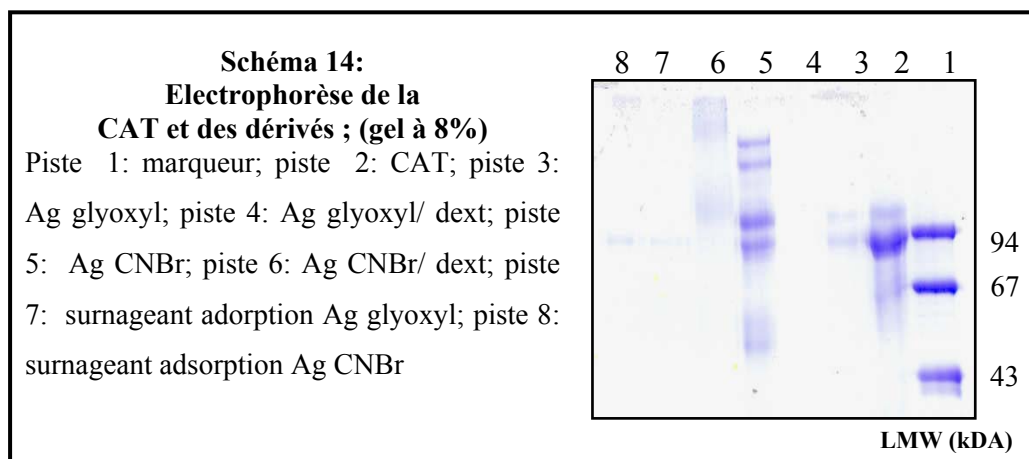 Schéma 14:
Electrophorèse de la
CAT et des dérivés ; (gel à 8%)
Piste 1: marqueur; piste 2: CAT; piste 3:
Ag glyoxyl; piste 4: Ag glyoxyl/ dext; piste
5: Ag CNBr; piste 6: Ag CNBr/ dext; piste
7: surnageant adorption Ag glyoxyl; piste 8:
surnageant adsorption Ag CNBr
8 7 6 5 4 3 2 1
94
67
43
LMW (kDA)